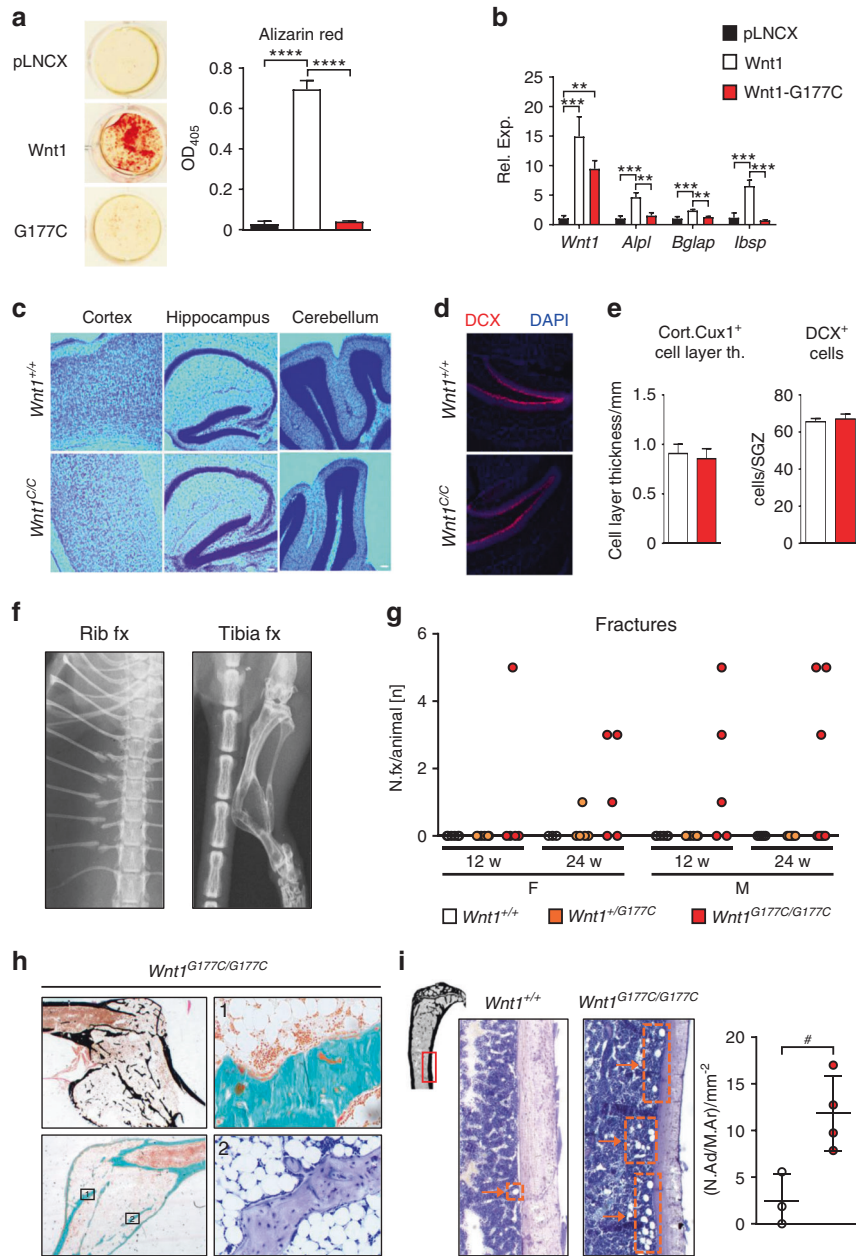 a
pLNCX
Wnt1
G177C
Alizarin red
****
****
OD405
0.8
0.6
0.4
0.2
0
b
pLNCX
Wnt1
Wnt1-G177C
Rel. Exp.
25
20
15
10
5
0
**
***
***
**
***
**
***
***
Wnt1 Alpl Bglap Ibsp
c
Cortex Hippocampus Cerebellum
Wnt1+/+
Wnt1C/C
d
DCX DAPI
Wnt1+/+
Wnt1C/C
e
Cort.Cux1+
cell layer th.
Cell layer thickness/mm
1.5
1.0
0.5
0
DCX+
cells
cells/SGZ
80
60
40
20
0
f
Rib fx Tibia fx
g
Fractures
N.fx/animal [n]
6
4
2
0
12 w 24 w 12 w 24 w
F M
Wnt1+/+ Wnt1+/G177C Wnt1G177C/G177C
h
Wnt1G177C/G177C
1
2
1
2
i
Wnt1+/+ Wnt1G177C/G177C
(N.Ad/M.Ar)/mm-2
20
15
10
5
0
#